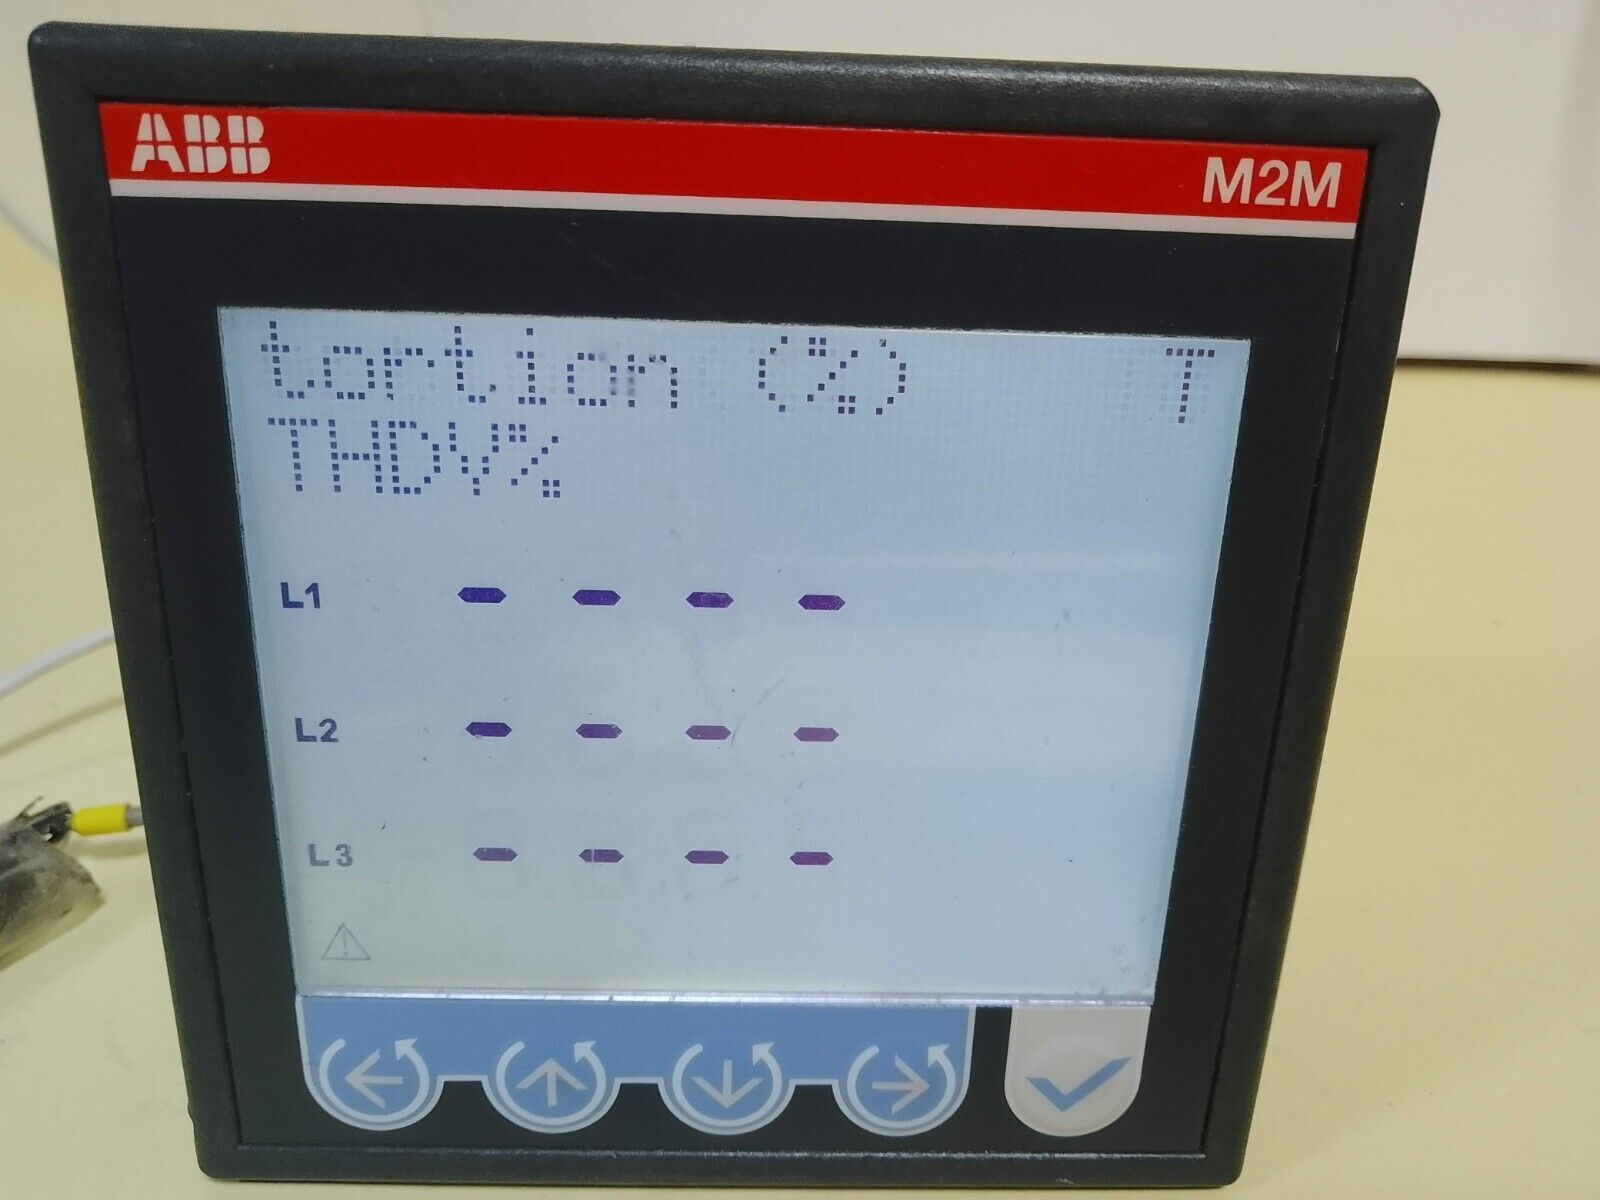 ABB M2M
tortion (%) T
THDV%
L1 - - - -
L2 - - - -
L3 - - - -